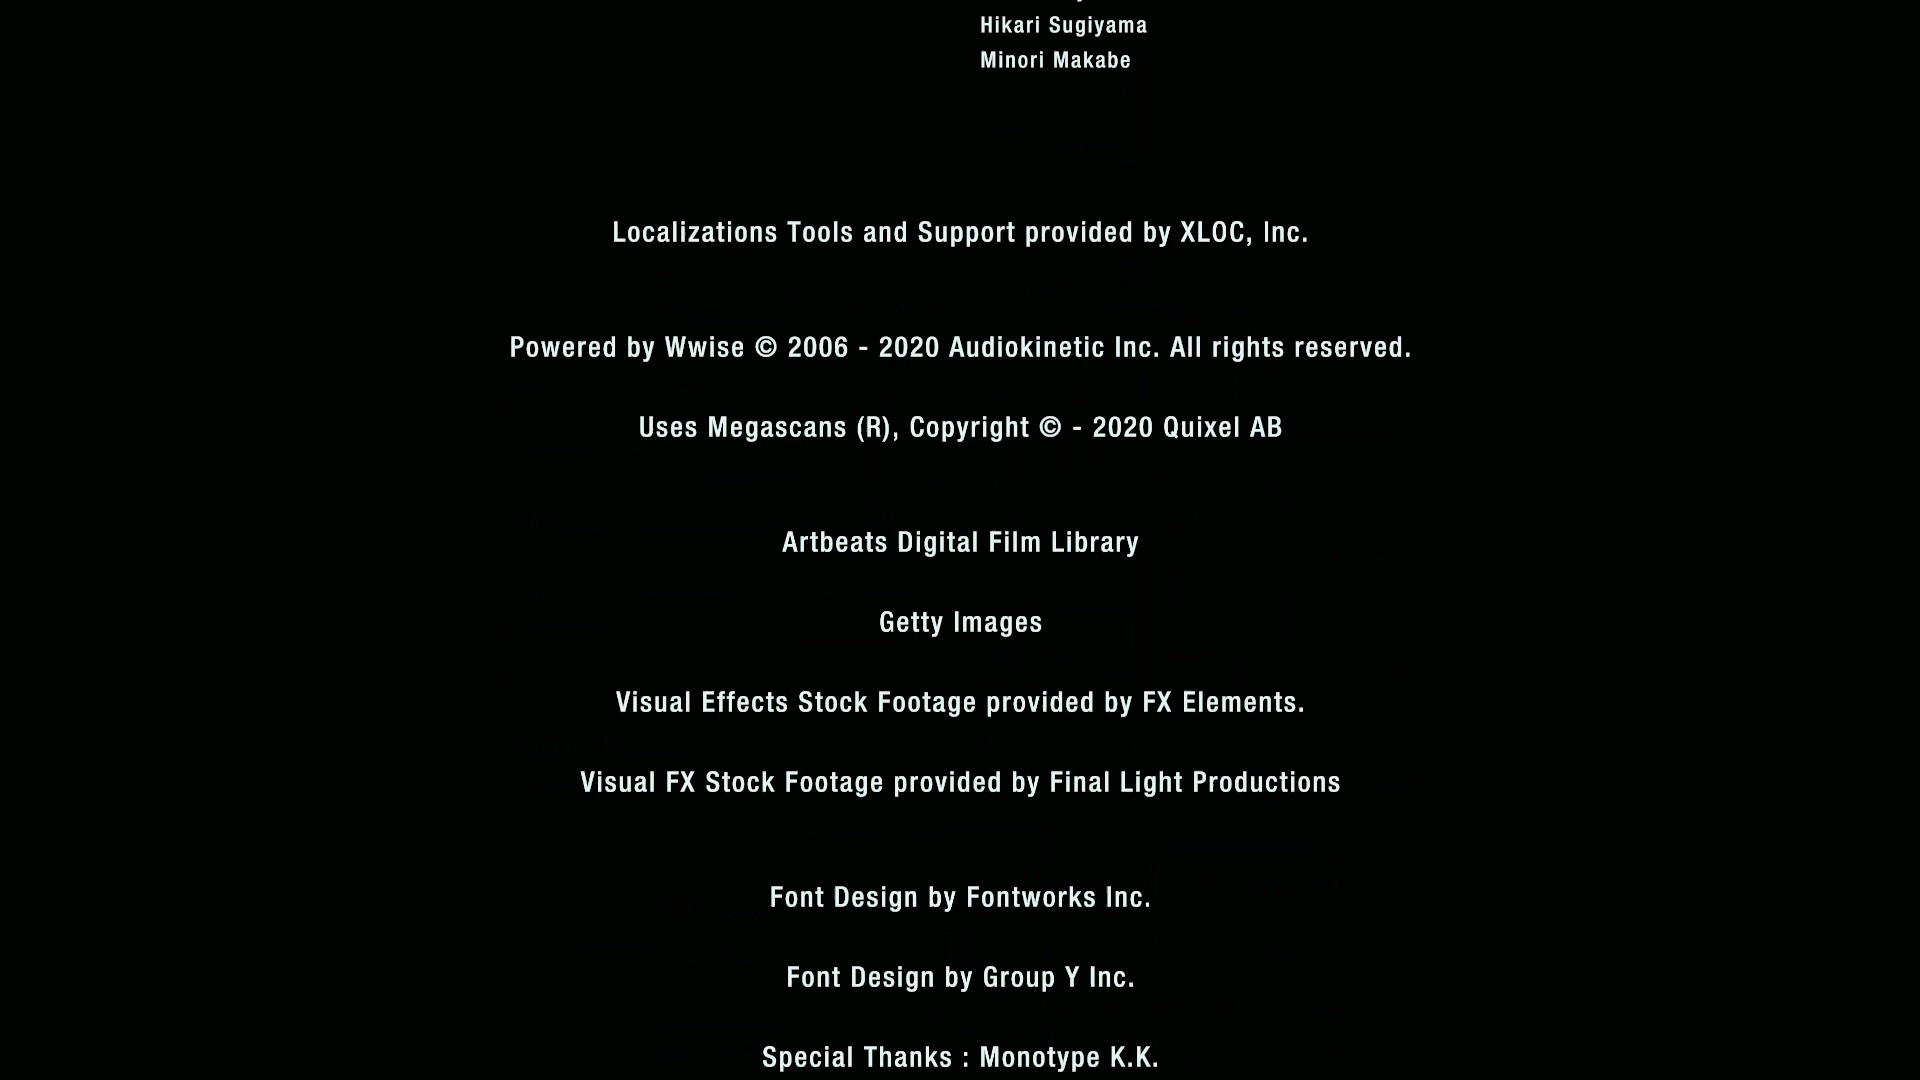 Hikari Sugiyama
Minori Makabe
Localizations Tools and Support provided by XLOC, Inc.
Powered by Wwise © 2006 - 2020 Audiokinetic Inc. All rights reserved.
Uses Megascans (R), Copyright © - 2020 Quixel AB
Artbeats Digital Film Library
Getty Images
Visual Effects Stock Footage provided by FX Elements.
Visual FX Stock Footage provided by Final Light Productions
Font Design by Fontworks Inc.
Font Design by Group Y Inc.
Special Thanks : Monotype K.K.